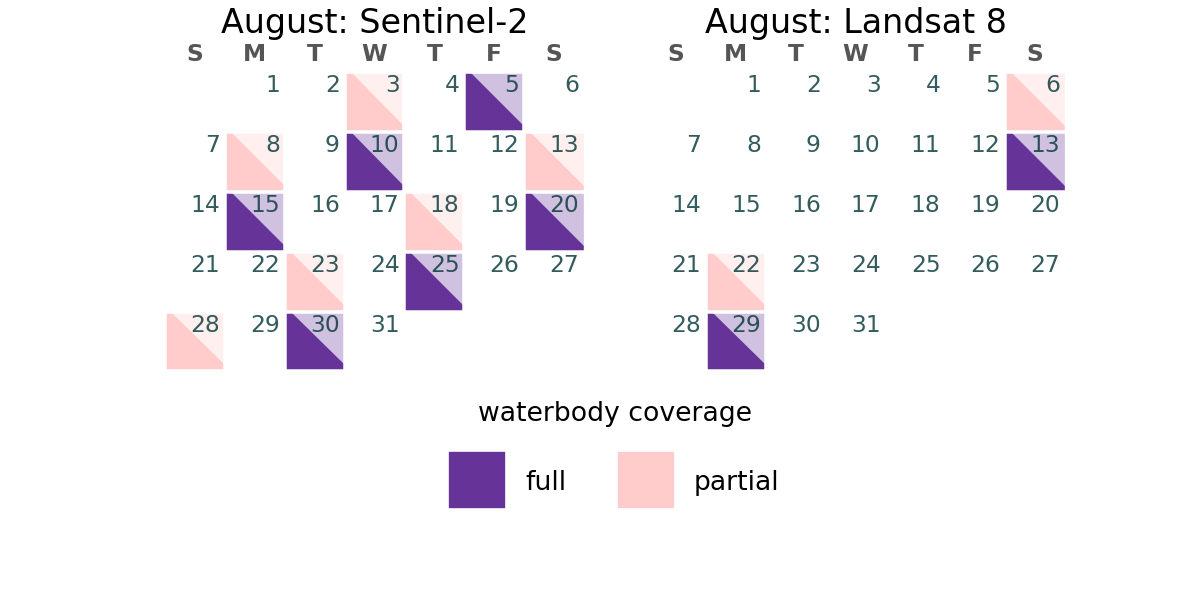 August: Sentinel-2
S M T W T F S
1 2 3 4 5 6
7 8 9 10 11 12 13
14 15 16 17 18 19 20
21 22 23 24 25 26 27
28 29 30 31
August: Landsat 8
S M T W T F S
1 2 3 4 5 6
7 8 9 10 11 12 13
14 15 16 17 18 19 20
21 22 23 24 25 26 27
28 29 30 31
waterbody coverage
full partial